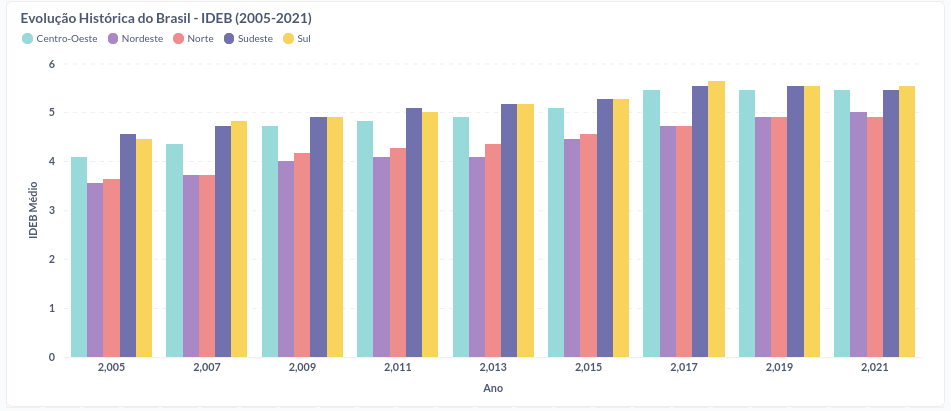 Evolução Histórica do Brasil - IDEB (2005-2021)
Centro-Oeste Nordeste Norte Sudeste Sul
6
5
4
3
2
1
0
IDEB Médio
2,005 2,007 2,009 2,011 2,013 2,015 2,017 2,019 2,021
Ano